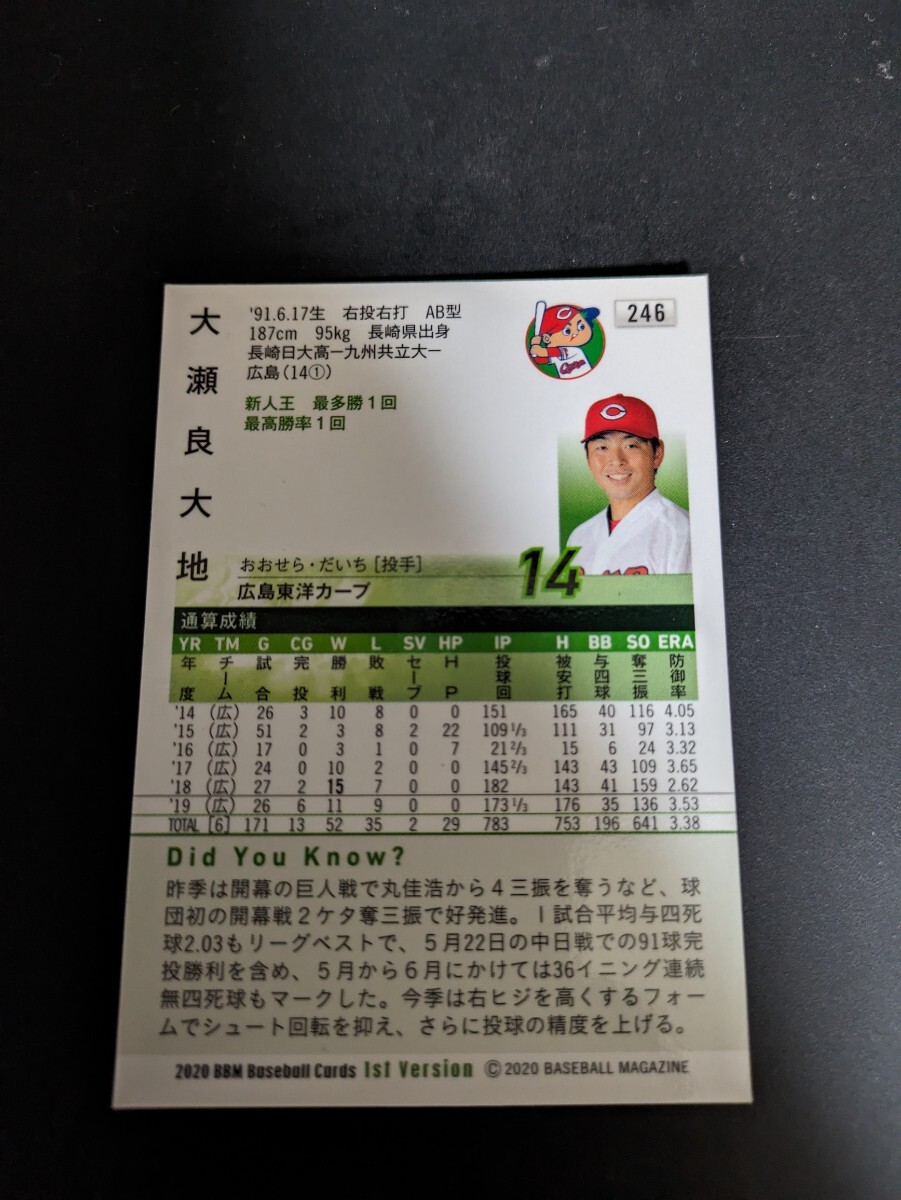 大瀬良大地
'91.6.17生 右投右打 AB型
187cm 95kg 長崎県出身
長崎日大高ー九州共立大ー
広島(14①)
新人王 最多勝1回
最高勝率1回
246
おおせら・だいち[投手]
広島東洋カープ
14
通算成績
YR TM G CG W L SV HP IP H BB SO ERA
年度 チーム 試合 完投 勝利 敗戦 セーブ HP 投球回 被安打 与四球 奪三振 防御率
'14 (広) 26 3 10 8 0 0 151 165 40 116 4.05
'15 (広) 51 2 3 8 2 22 109 1/3 111 31 97 3.13
'16 (広) 17 0 3 1 0 7 21 2/3 15 6 24 3.32
'17 (広) 24 0 10 2 0 0 145 2/3 143 43 109 3.65
'18 (広) 27 2 15 7 0 0 182 143 41 159 2.62
'19 (広) 26 6 11 9 0 0 173 1/3 176 35 136 3.53
TOTAL [6] 171 13 52 35 2 29 783 753 196 641 3.38
Did You Know?
昨季は開幕の巨人戦で丸佳浩から4三振を奪うなど、球
団初の開幕戦2ケタ奪三振で好発進。1試合平均与四死
球2.03もリーグベストで、5月22日の中日戦での91球完
投勝利を含め、5月から6月にかけては36イニング連続
無四死球もマークした。今季は右ヒジを高くするフォー
ムでシュート回転を抑え、さらに投球の精度を上げる。
2020 BBM Baseball Cards 1st Version ©2020 BASEBALL MAGAZINE